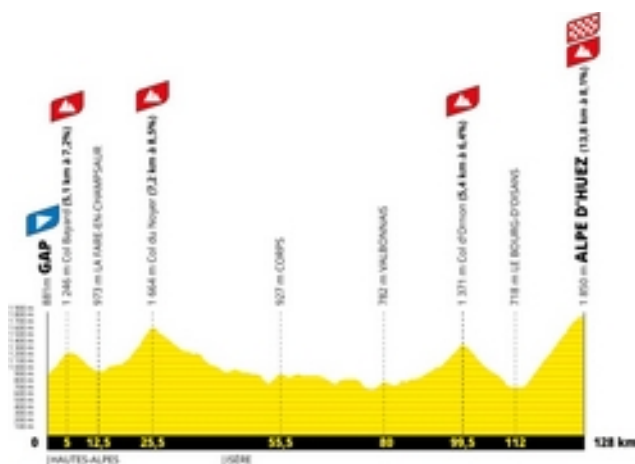 881m GAP
1 246 m Col Bayard (5,1 km à 7,2%)
973 m LA FARE-EN-CHAMPSAUR
1 664 m Col du Noyer (7,2 km à 8,5%)
927 m CORPS
782 m VALBONNAIS
1 371 m Col d'Ornon (5,4 km à 6,4%)
718 m LE BOURG-D'OISANS
1 850 m ALPE D'HUEZ (13,8 km à 8,1%)
0 5 12,5 25,5 55,5 80 99,5 112 128 km
HAUTES-ALPES ISÈRE